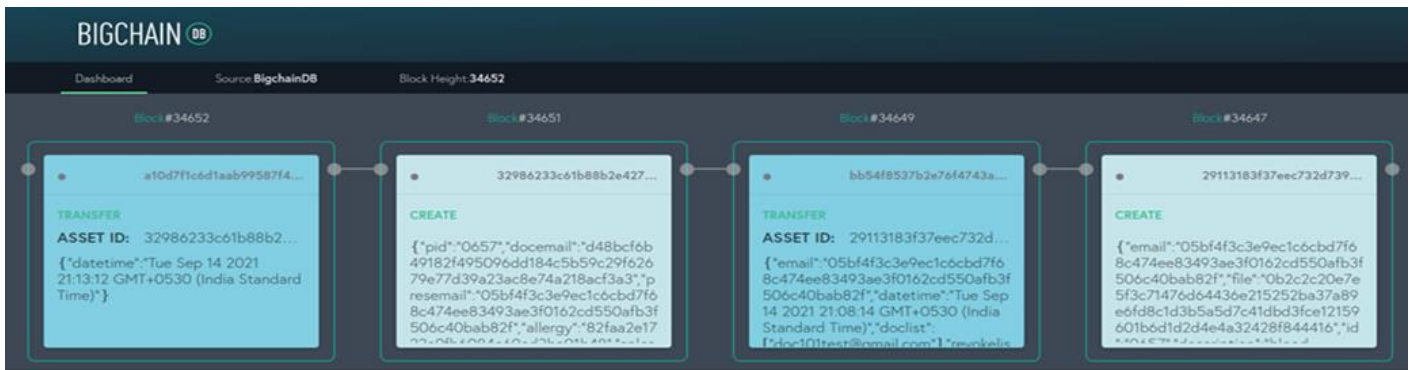 BIGCHAIN DB
Dashboard Source:BigchainDB Block Height:34652
Block#34652
a10d7f1c6d1aab99587f4...
TRANSFER
ASSET ID: 32986233c61b88b2...
{"datetime":"Tue Sep 14 2021
21:13:12 GMT+0530 (India Standard
Time)"}
Block#34651
32986233c61b88b2e427...
CREATE
{"pid":"0657","docemail":"d48bcf6b
49182f495096dd184c5b59c29f626
79e77d39a23ac8e74a218acf3a3","p
resemail":"05bf4f3c3e9ec1c6cbd7f6
8c474ee83493ae3f0162cd550afb3f
506c40bab82f","allergy":"82faa2e17
Block#34649
bb54f8537b2e76f4743a...
TRANSFER
ASSET ID: 29113183f37eec732d...
{"email":"05bf4f3c3e9ec1c6cbd7f6
8c474ee83493ae3f0162cd550afb3f
506c40bab82f","datetime":"Tue Sep
14 2021 21:08:14 GMT+0530 (India
Standard Time)","doclist":
["doc101test@gmail.com"],"revokelis
Block#34647
29113183f37eec732d739...
CREATE
{"email":"05bf4f3c3e9ec1c6cbd7f6
8c474ee83493ae3f0162cd550afb3f
506c40bab82f","file":"0b2c2c20e7e
5f3c71476d64436e215252ba37a89
e6fd8c1d3b5a5d7c41dbd3fce12159
601b6d1d2d4e4a32428f844416","id